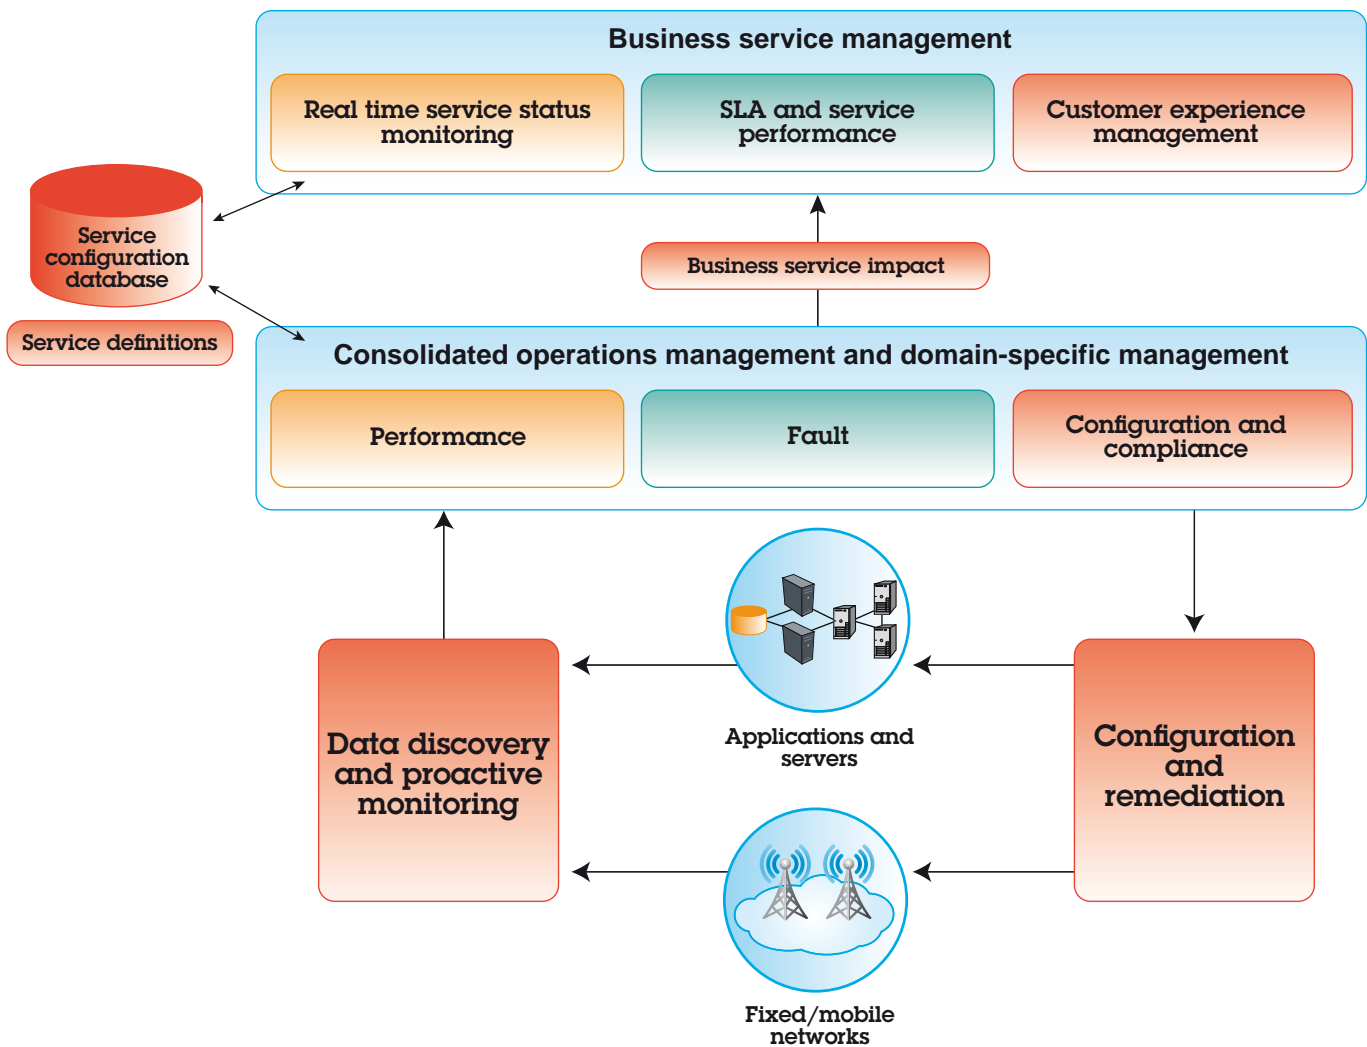 Business service management
Real time service status
monitoring
SLA and service
performance
Customer experience
management
Service
configuration
database
Service definitions
Business service impact
Consolidated operations management and domain-specific management
Performance
Fault
Configuration and
compliance
Data discovery
and proactive
monitoring
Applications and
servers
Configuration
and
remediation
Fixed/mobile
networks